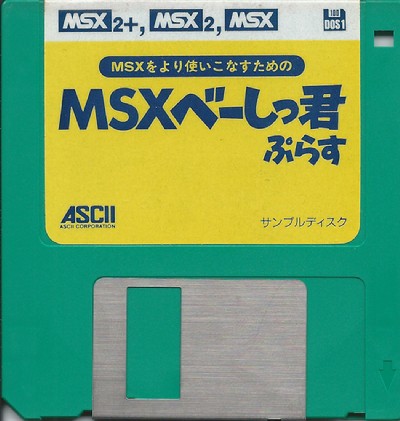 MSX2+, MSX2, MSX
1DD
DOS1
MSXをより使いこなすための
MSXべーしっ君
ぷらす
ASCII
ASCII CORPORATION
サンプルディスク